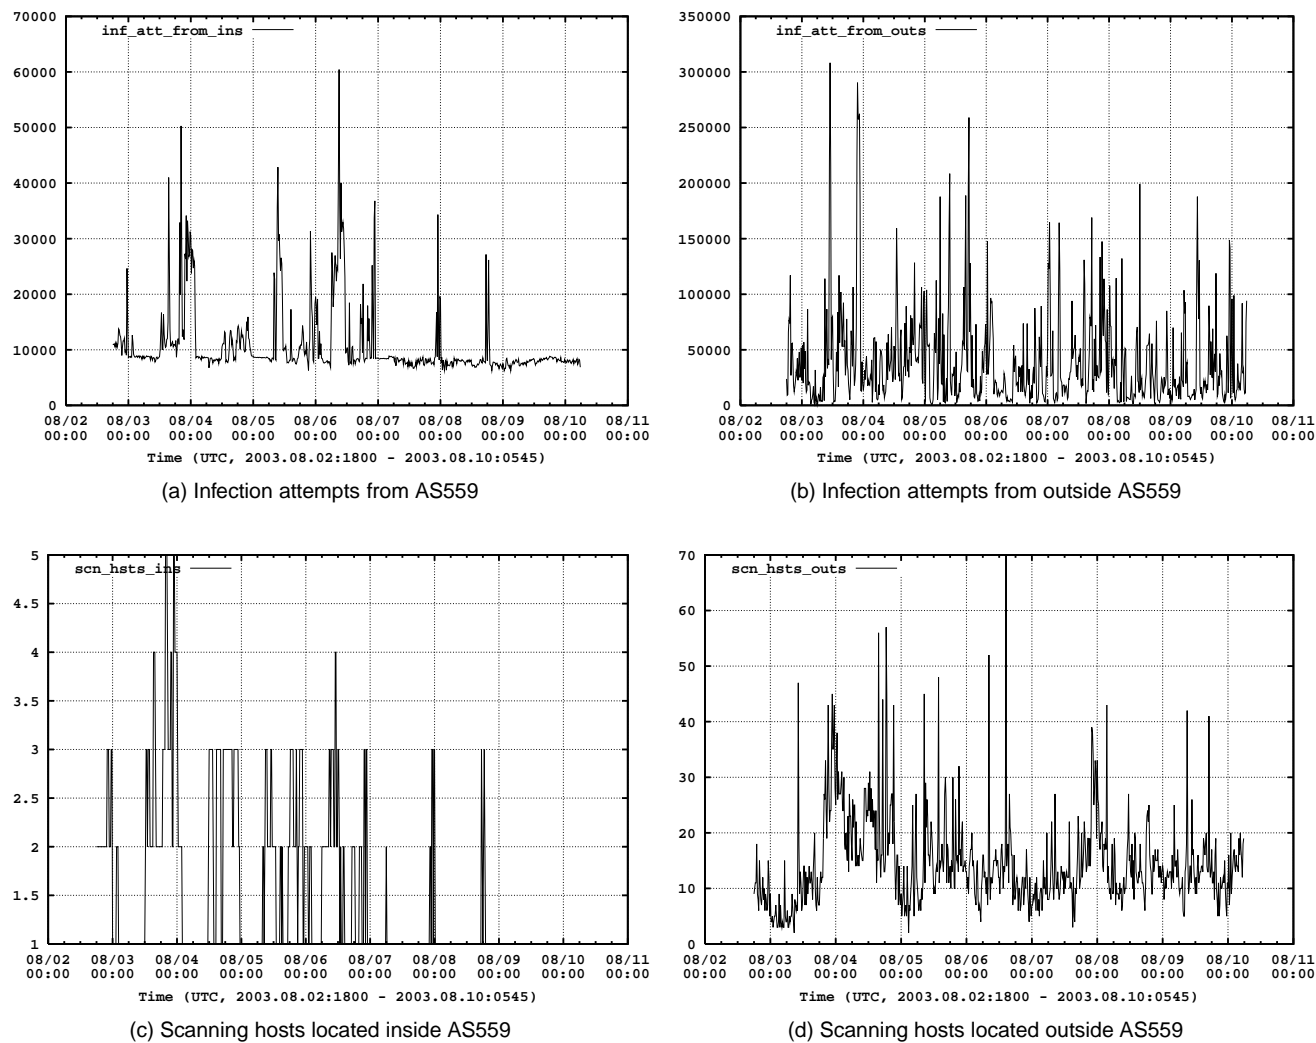 inf_att_from_ins
70000
60000
50000
40000
30000
20000
10000
0
08/02 08/03 08/04 08/05 08/06 08/07 08/08 08/09 08/10 08/11
00:00 00:00 00:00 00:00 00:00 00:00 00:00 00:00 00:00 00:00
Time (UTC, 2003.08.02:1800 - 2003.08.10:0545)
(a) Infection attempts from AS559
inf_att_from_outs
350000
300000
250000
200000
150000
100000
50000
0
08/02 08/03 08/04 08/05 08/06 08/07 08/08 08/09 08/10 08/11
00:00 00:00 00:00 00:00 00:00 00:00 00:00 00:00 00:00 00:00
Time (UTC, 2003.08.02:1800 - 2003.08.10:0545)
(b) Infection attempts from outside AS559
scn_hsts_ins
5
4.5
4
3.5
3
2.5
2
1.5
1
08/02 08/03 08/04 08/05 08/06 08/07 08/08 08/09 08/10 08/11
00:00 00:00 00:00 00:00 00:00 00:00 00:00 00:00 00:00 00:00
Time (UTC, 2003.08.02:1800 - 2003.08.10:0545)
(c) Scanning hosts located inside AS559
scn_hsts_outs
70
60
50
40
30
20
10
0
08/02 08/03 08/04 08/05 08/06 08/07 08/08 08/09 08/10 08/11
00:00 00:00 00:00 00:00 00:00 00:00 00:00 00:00 00:00 00:00
Time (UTC, 2003.08.02:1800 - 2003.08.10:0545)
(d) Scanning hosts located outside AS559